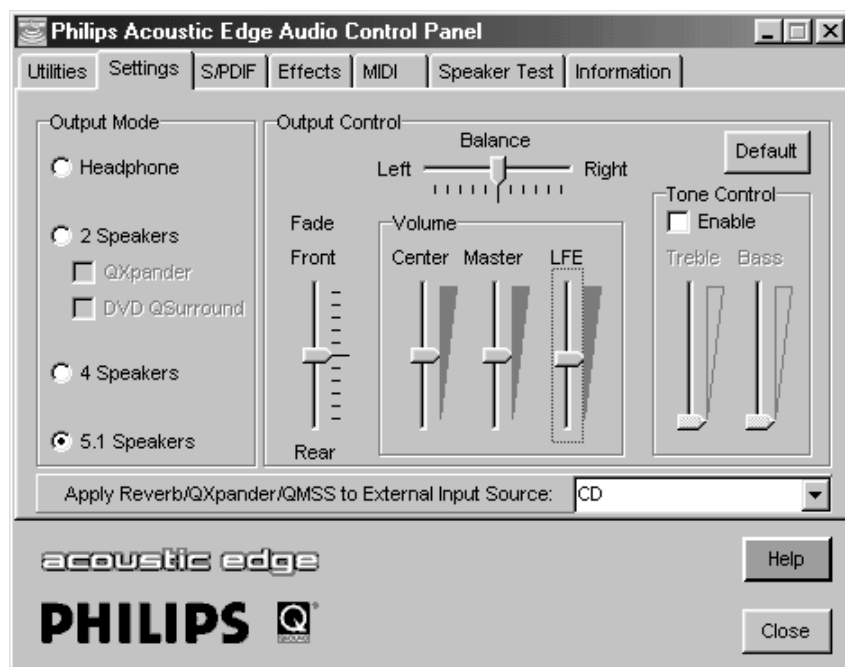 Philips Acoustic Edge Audio Control Panel
Utilities Settings S/PDIF Effects MIDI Speaker Test Information
Output Mode
Headphone
2 Speakers
QXpander
DVD QSurround
4 Speakers
5.1 Speakers
Output Control
Balance
Left Right
Default
Fade
Front
Rear
Volume
Center Master LFE
Tone Control
Enable
Treble Bass
Apply Reverb/QXpander/QMSS to External Input Source: CD
acoustic edge
Help
PHILIPS Q
Close